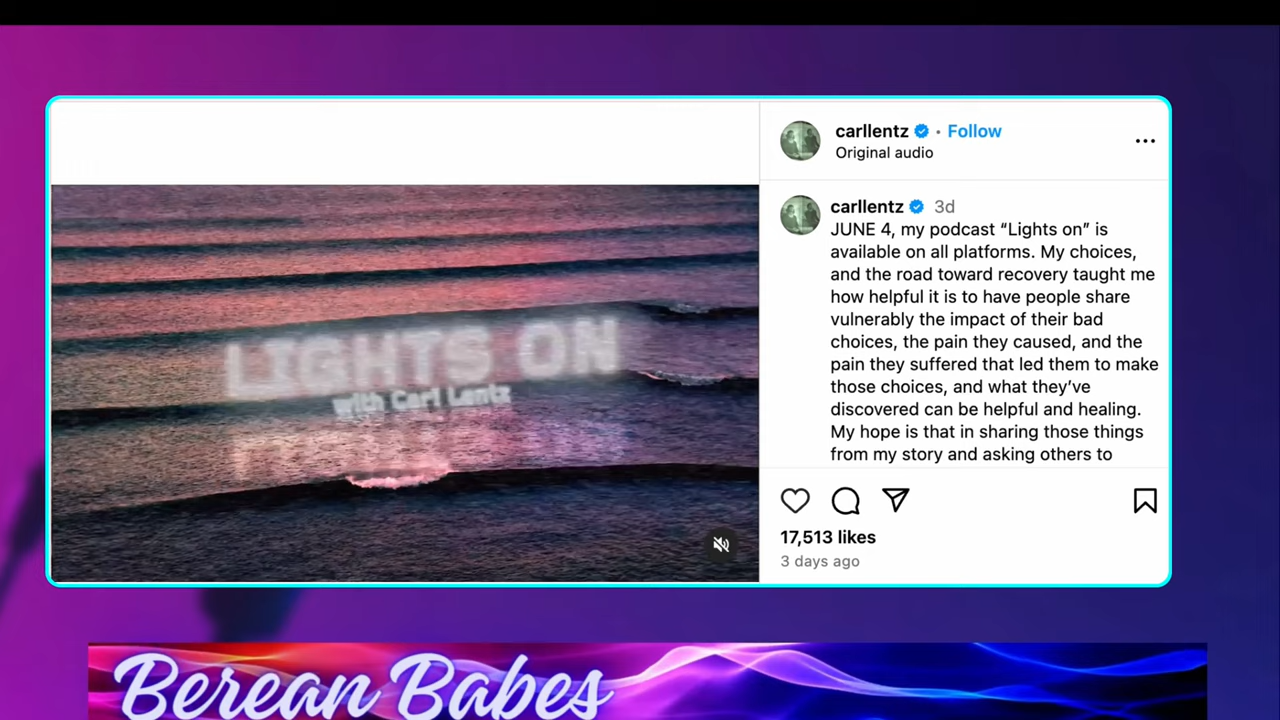 LIGHTS ON
with Carl Lentz
carllentz • Follow
Original audio
carllentz 3d
JUNE 4, my podcast “Lights on” is
available on all platforms. My choices,
and the road toward recovery taught me
how helpful it is to have people share
vulnerably the impact of their bad
choices, the pain they caused, and the
pain they suffered that led them to make
those choices, and what they’ve
discovered can be helpful and healing.
My hope is that in sharing those things
from my story and asking others to
17,513 likes
3 days ago
Berean Babes